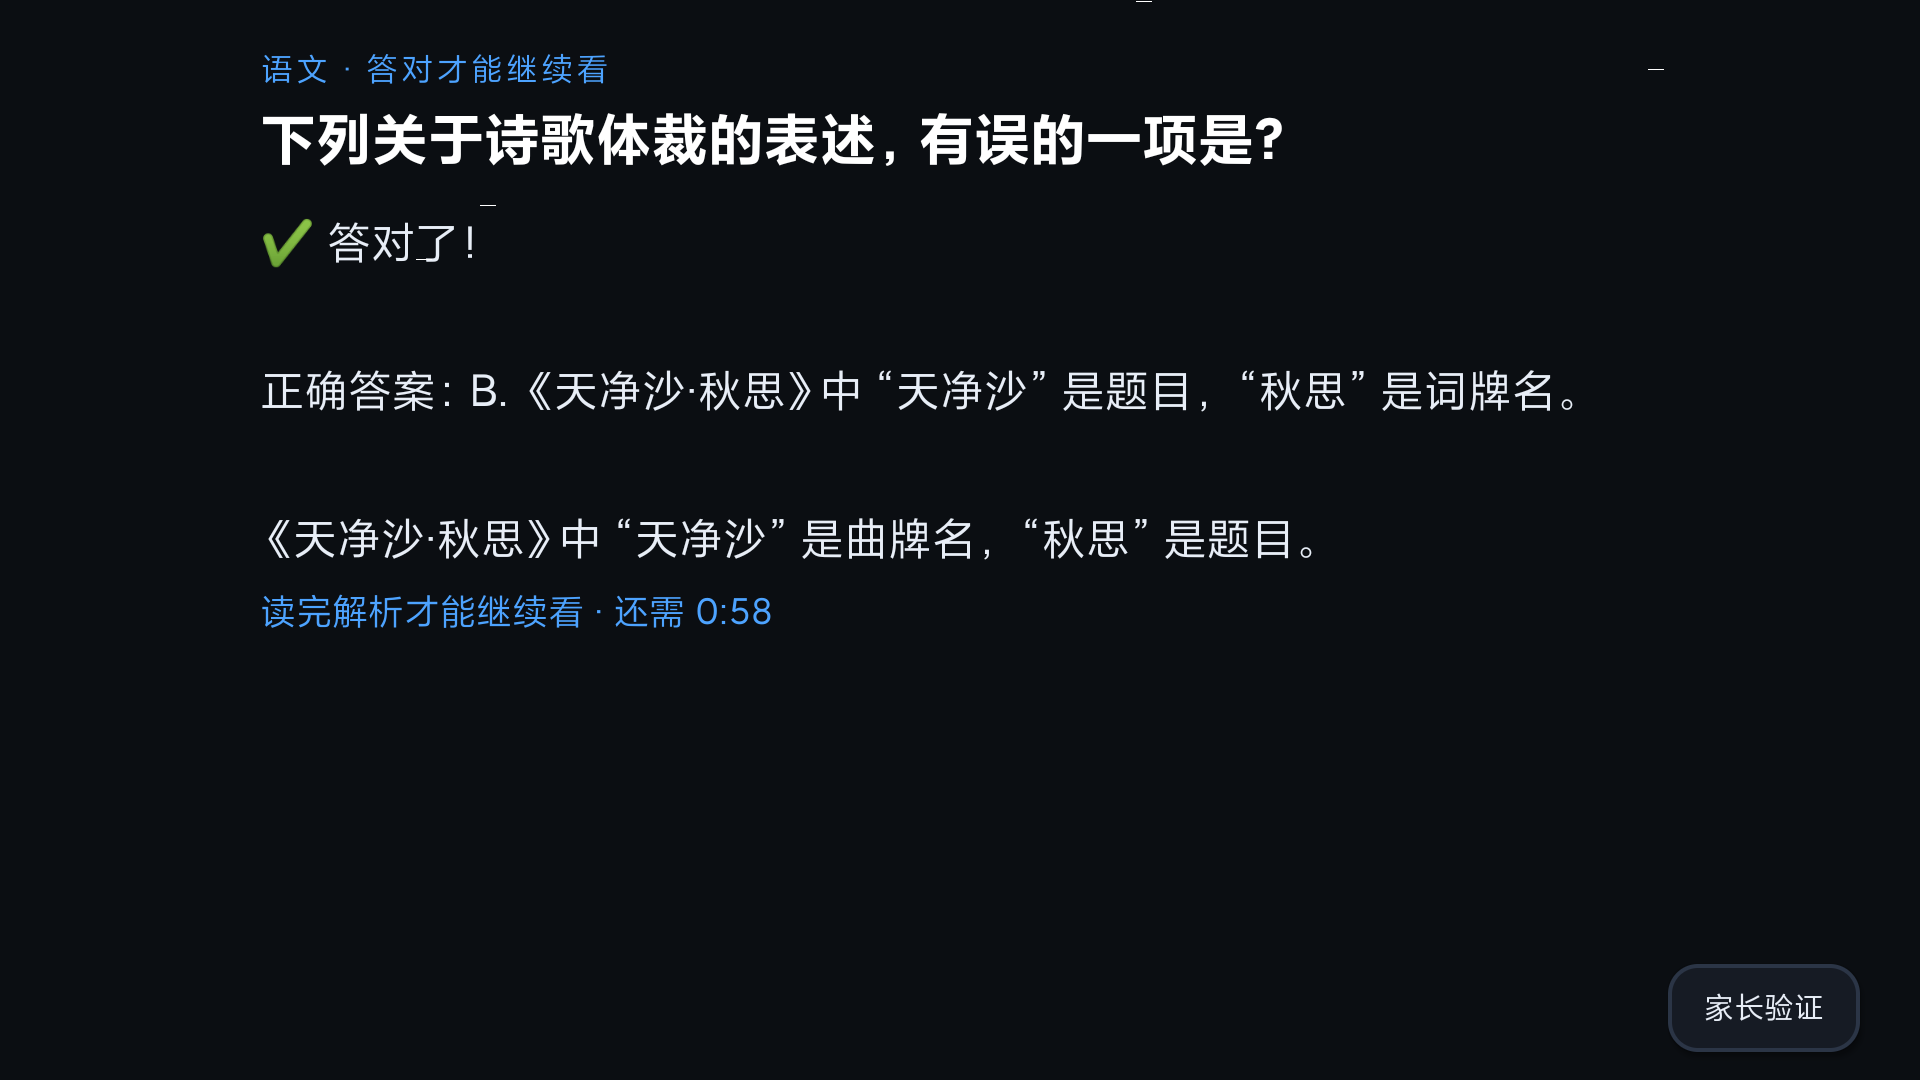 语文 · 答对才能继续看
下列关于诗歌体裁的表述，有误的一项是？
✔ 答对了！
正确答案：B.《天净沙·秋思》中 “天净沙” 是题目，“秋思” 是词牌名。
《天净沙·秋思》中 “天净沙” 是曲牌名，“秋思” 是题目。
读完解析才能继续看 · 还需 0:58
家长验证